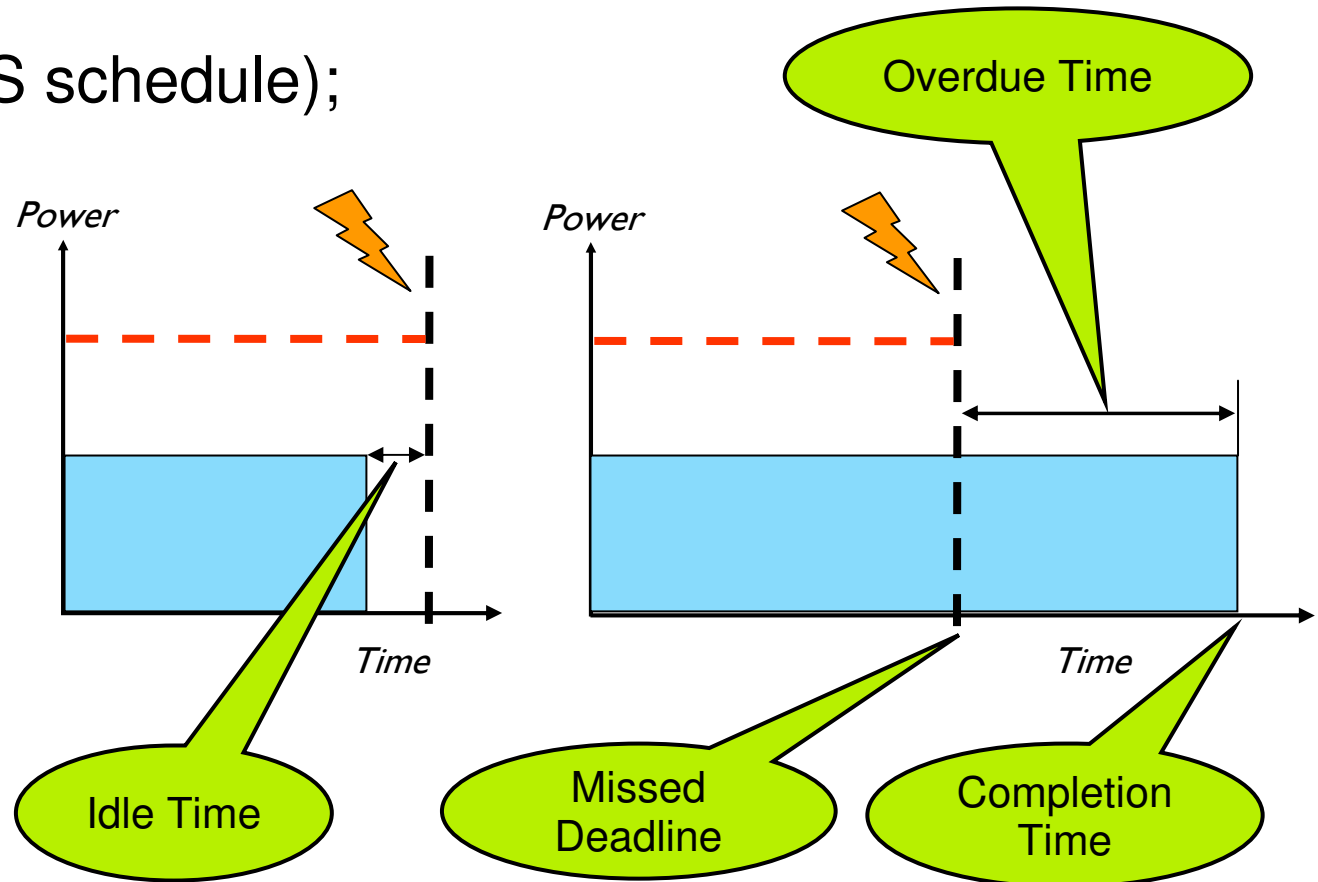 S schedule);
Overdue Time
Power
Power
Time
Time
Idle Time
Missed
Deadline
Completion
Time